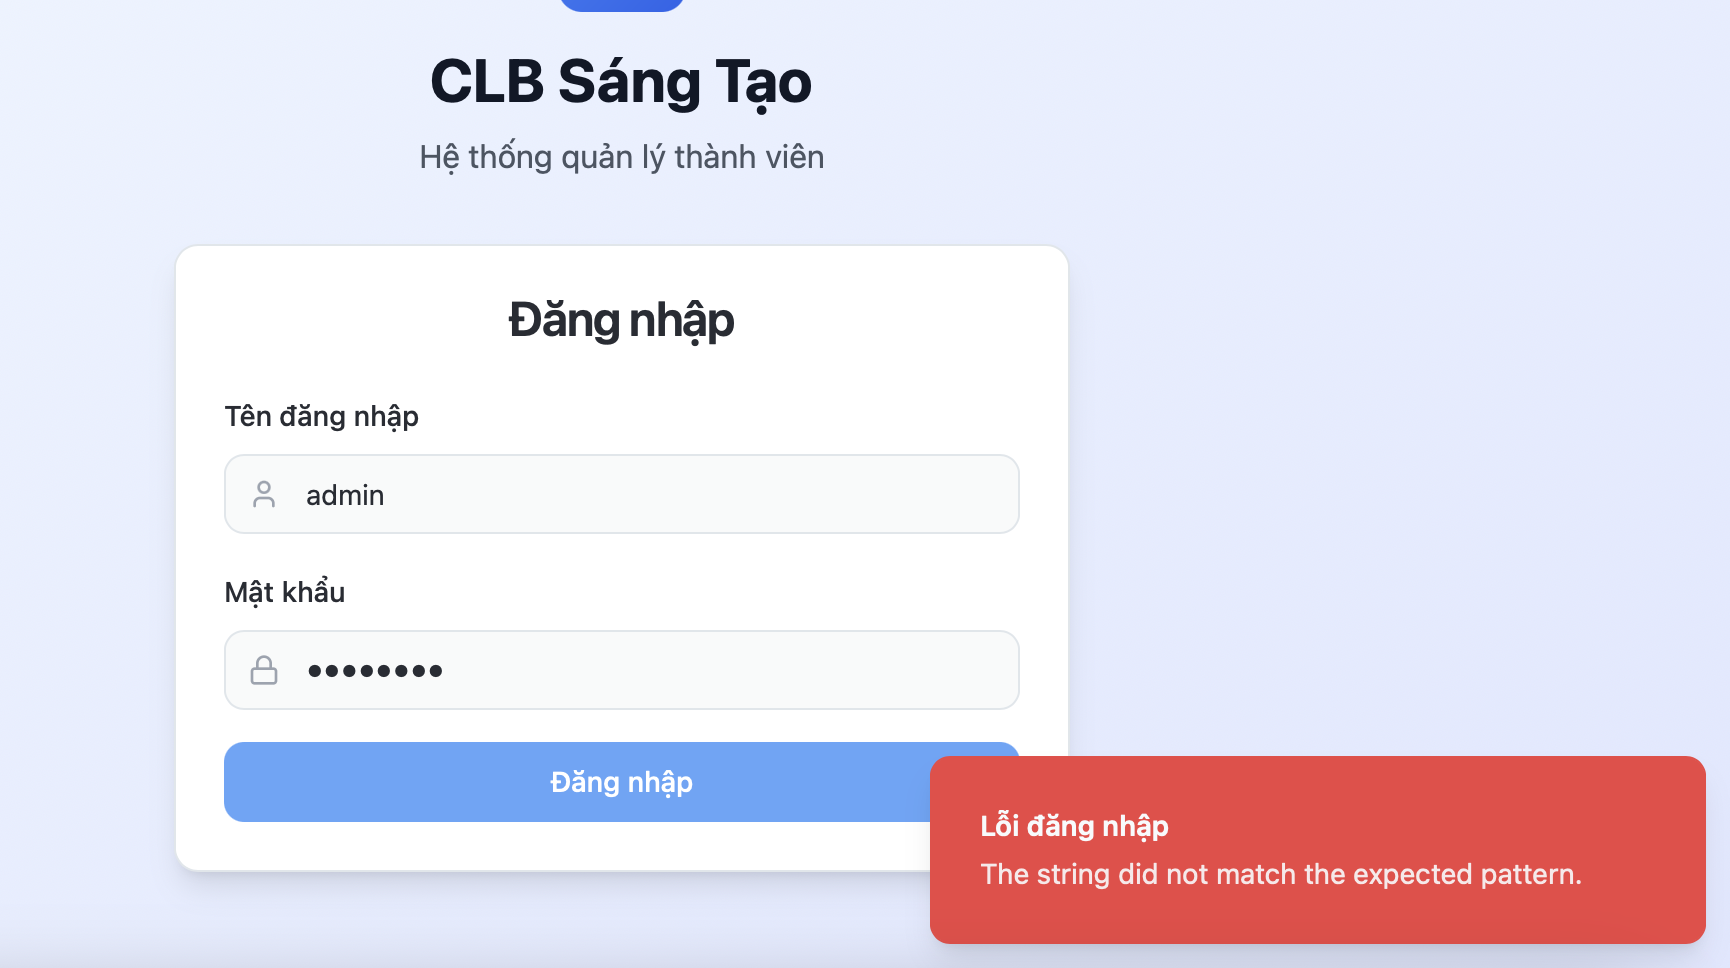 CLB Sáng Tạo
Hệ thống quản lý thành viên
Đăng nhập
Tên đăng nhập
admin
Mật khẩu
••••••••
Đăng nhập
Lỗi đăng nhập
The string did not match the expected pattern.